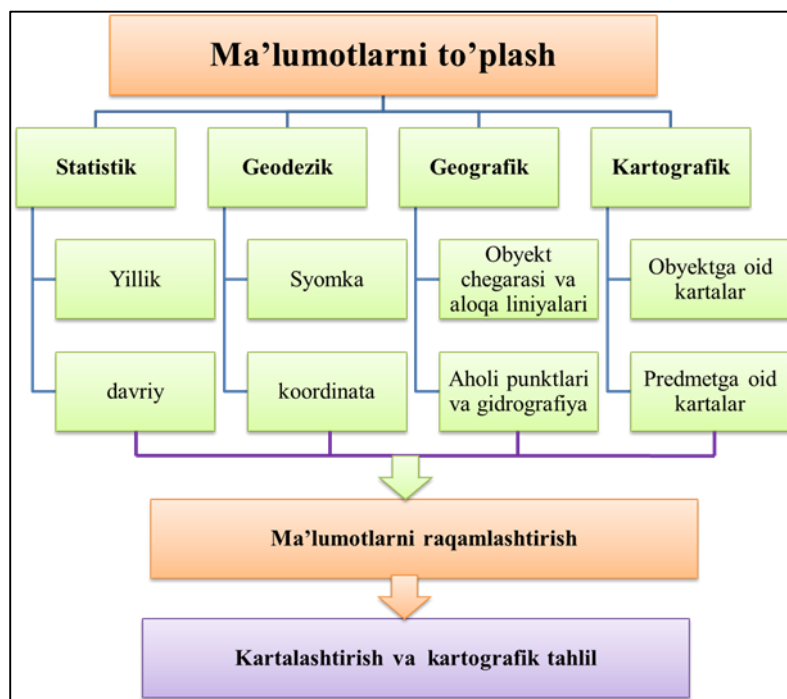 Ma’lumotlarni to’plash
Statistik
Geodezik
Geografik
Kartografik
Yillik
Syomka
Obyekt
chegarasi va
aloqa liniyalari
Obyektga oid
kartalar
davriy
koordinata
Aholi punktlari
va gidrografiya
Predmetga oid
kartalar
Ma’lumotlarni raqamlashtirish
Kartalashtirish va kartografik tahlil